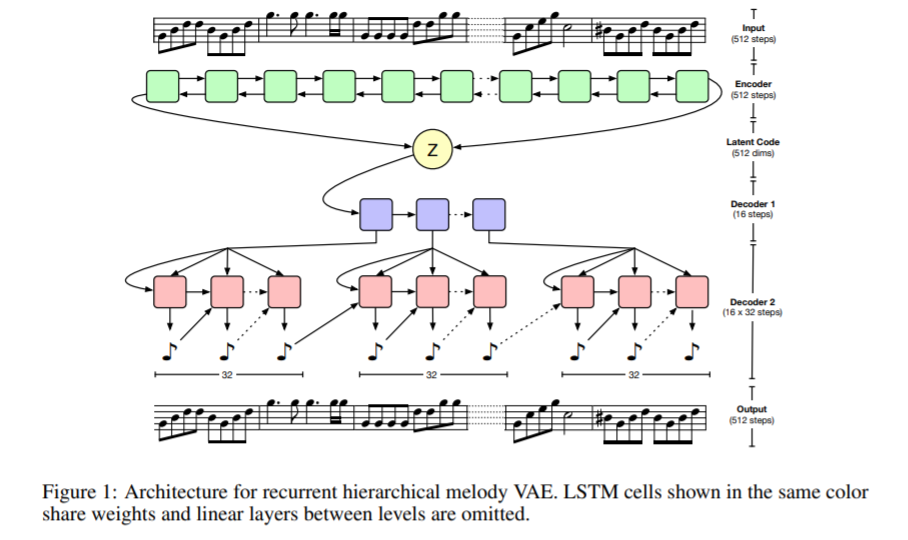 Input
(512 steps)
Encoder
(512 steps)
Z
Latent Code
(512 dims)
Decoder 1
(16 steps)
Decoder 2
(16 x 32 steps)
32
32
32
Output
(512 steps)
Figure 1: Architecture for recurrent hierarchical melody VAE. LSTM cells shown in the same color
share weights and linear layers between levels are omitted.